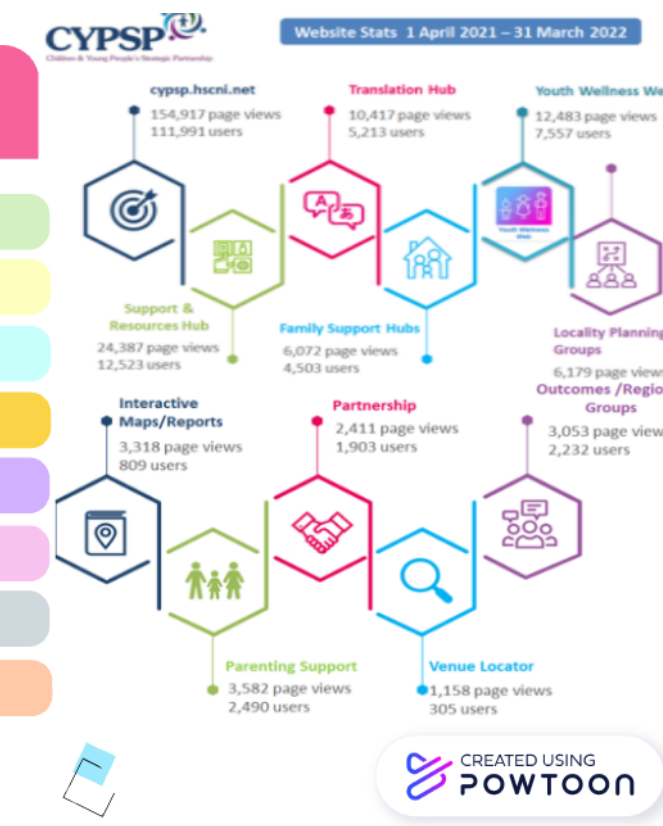 CYPSP
Children & Young People's Strategic Partnership
Website Stats 1 April 2021 – 31 March 2022
cypsp.hscni.net
154,917 page views
111,991 users
Translation Hub
10,417 page views
5,213 users
Youth Wellness We
12,483 page views
7,557 users
A
あ
Youth Wellness
Web
Support &
Resources Hub
24,387 page views
12,523 users
Family Support Hubs
6,072 page views
4,503 users
Locality Planning
Groups
6,179 page views
Interactive
Maps/Reports
3,318 page views
809 users
Partnership
2,411 page views
1,903 users
Outcomes /Regio
Groups
3,053 page view
2,232 users
Parenting Support
3,582 page views
2,490 users
Venue Locator
1,158 page views
305 users
CREATED USING
POWTOON